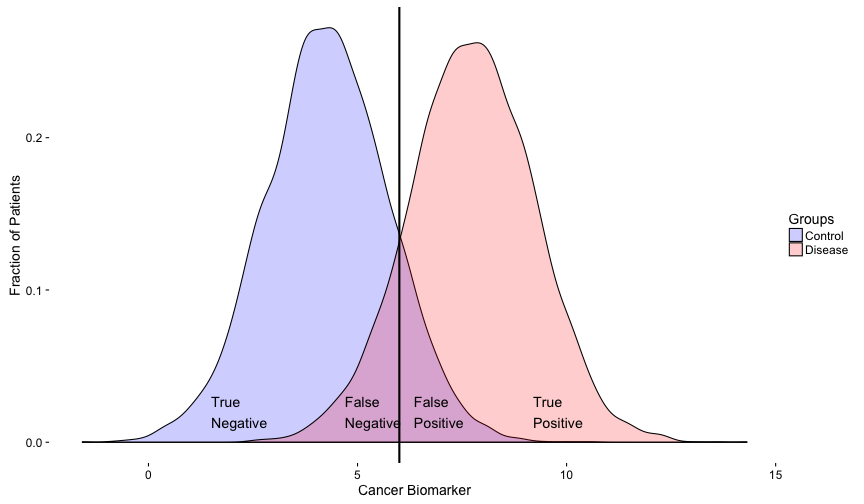 0.2
0.1
0.0
Fraction of Patients
True
Negative
False
Negative
False
Positive
True
Positive
0
5
10
15
Cancer Biomarker
Groups
Control
Disease